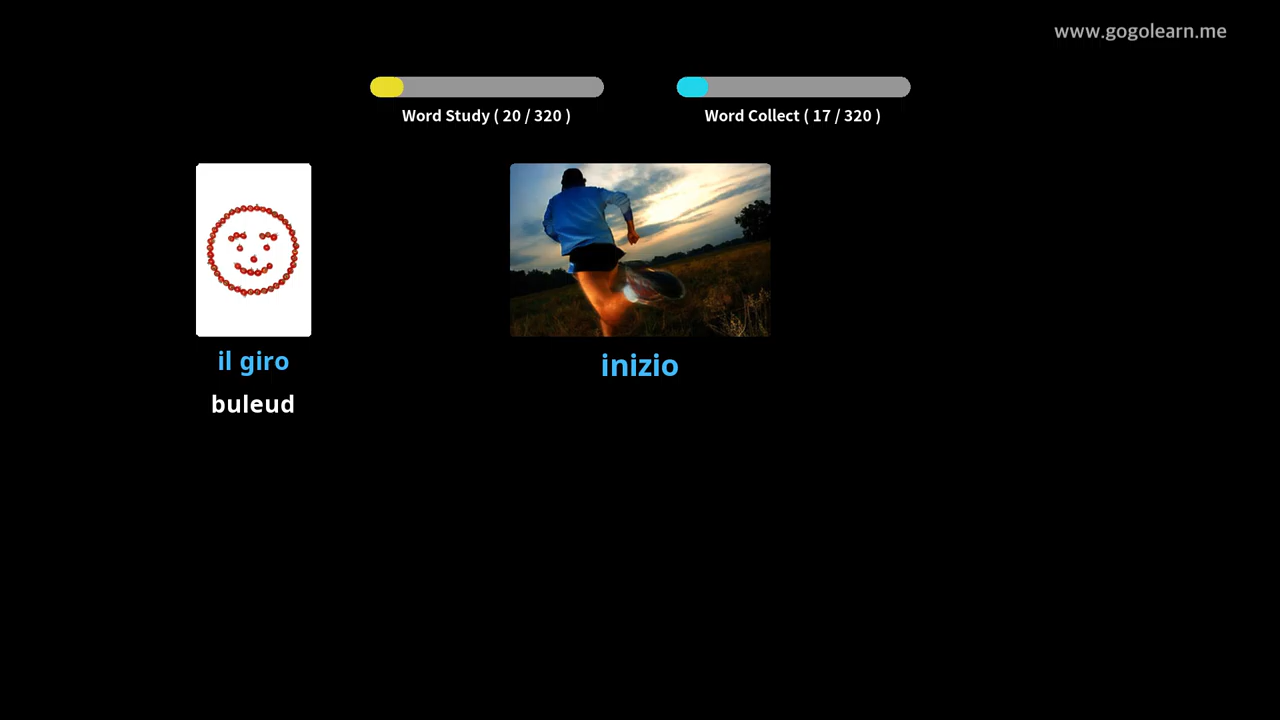 www.gogolearn.me
Word Study ( 20 / 320 )
Word Collect ( 17 / 320 )
il giro
buleud
inizio